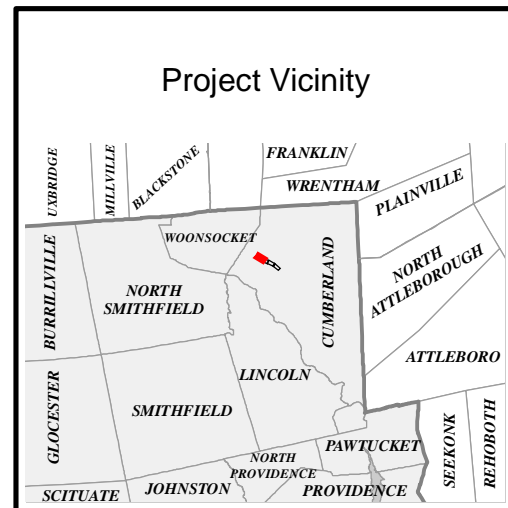 Project Vicinity
UXBRIDGE
MILLVILLE
BLACKSTONE
FRANKLIN
WRENTHAM
PLAINVILLE
WOONSOCKET
NORTH
ATTLEBOROUGH
BURRILLVILLE
NORTH
SMITHFIELD
CUMBERLAND
ATTLEBORO
LINCOLN
GLOCESTER
SMITHFIELD
SEEKONK
REHOBOTH
PAWTUCKET
NORTH
PROVIDENCE
SCITUATE
JOHNSTON
PROVIDENCE